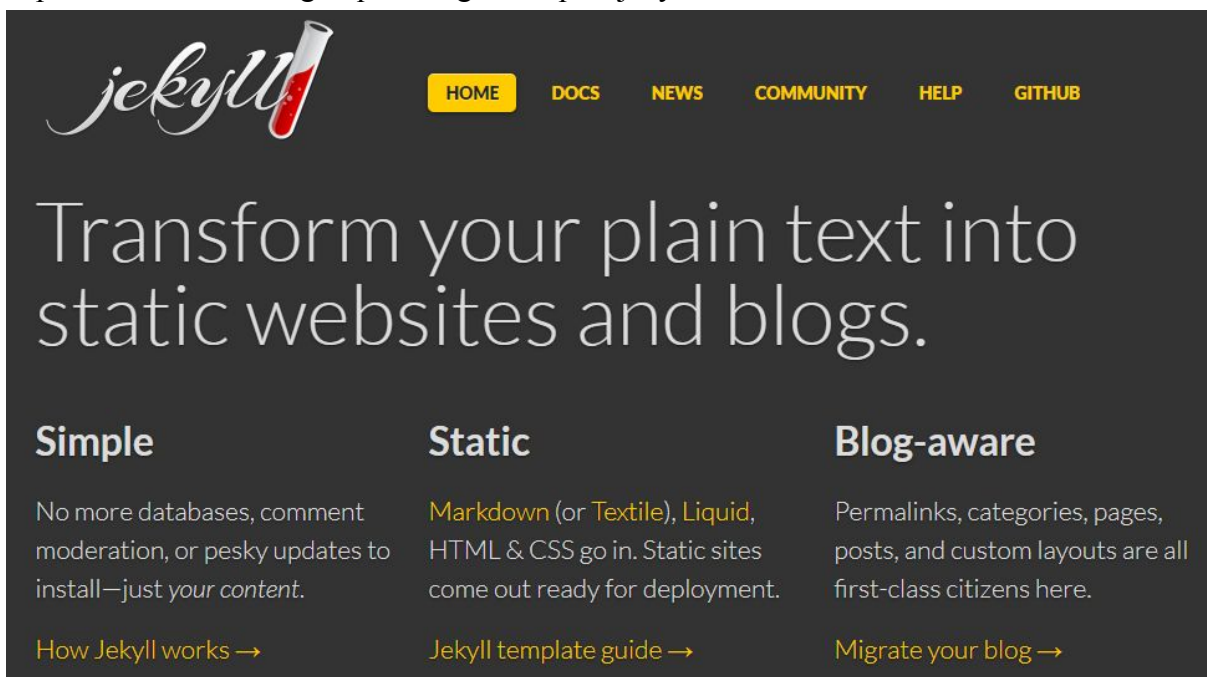 jekyll
HOME DOCS NEWS COMMUNITY HELP GITHUB
Transform your plain text into
static websites and blogs.
Simple
No more databases, comment
moderation, or pesky updates to
install—just your content.
How Jekyll works →
Static
Markdown (or Textile), Liquid,
HTML & CSS go in. Static sites
come out ready for deployment.
Jekyll template guide →
Blog-aware
Permalinks, categories, pages,
posts, and custom layouts are all
first-class citizens here.
Migrate your blog →